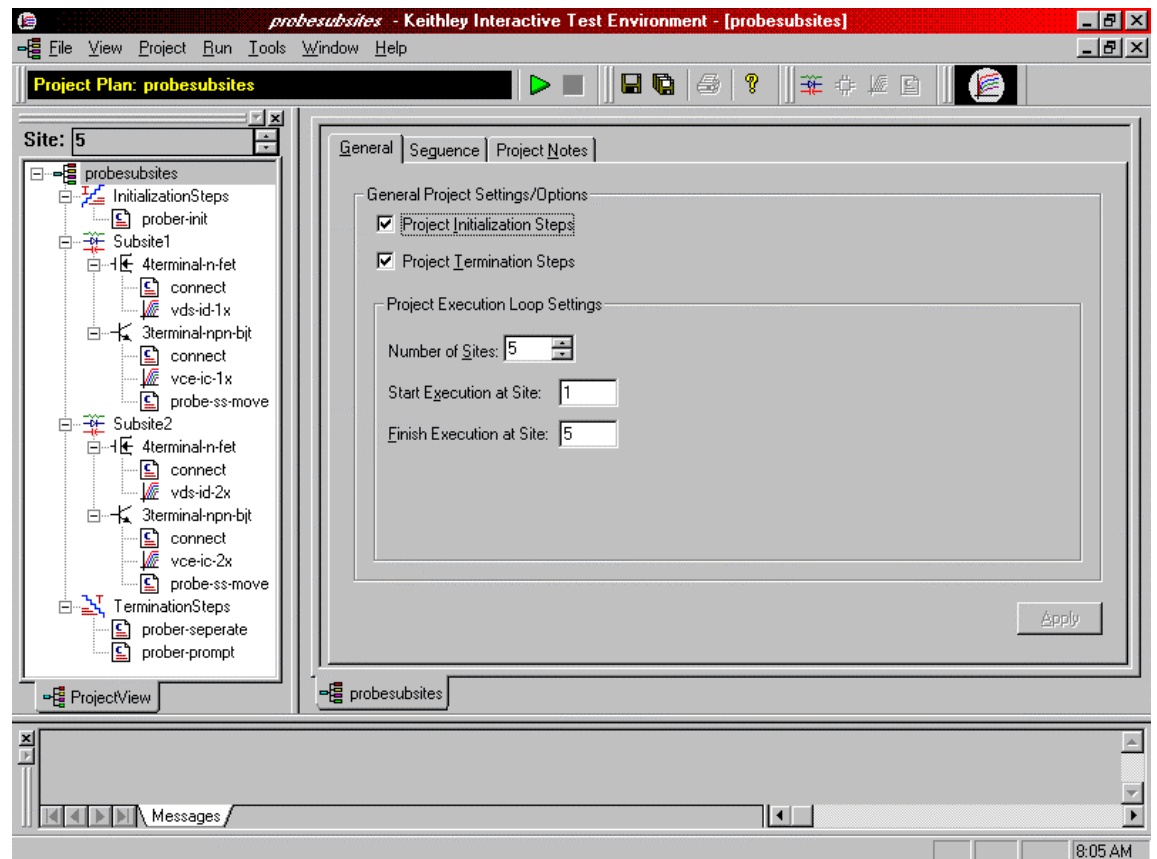 probesubsites - Keithley Interactive Test Environment - [probesubsites]
File View Project Run Tools Window Help
Project Plan: probesubsites
Site: 5
probesubsites
InitializationSteps
prober-init
Subsite1
4terminal-n-fet
connect
vds-id-1x
3terminal-npn-bjt
connect
vce-ic-1x
probe-ss-move
Subsite2
4terminal-n-fet
connect
vds-id-2x
3terminal-npn-bjt
connect
vce-ic-2x
probe-ss-move
TerminationSteps
prober-seperate
prober-prompt
ProjectView
General Sequence Project Notes
General Project Settings/Options
Project Initialization Steps
Project Termination Steps
Project Execution Loop Settings
Number of Sites: 5
Start Execution at Site: 1
Finish Execution at Site: 5
Apply
probesubsites
Messages
8:05 AM